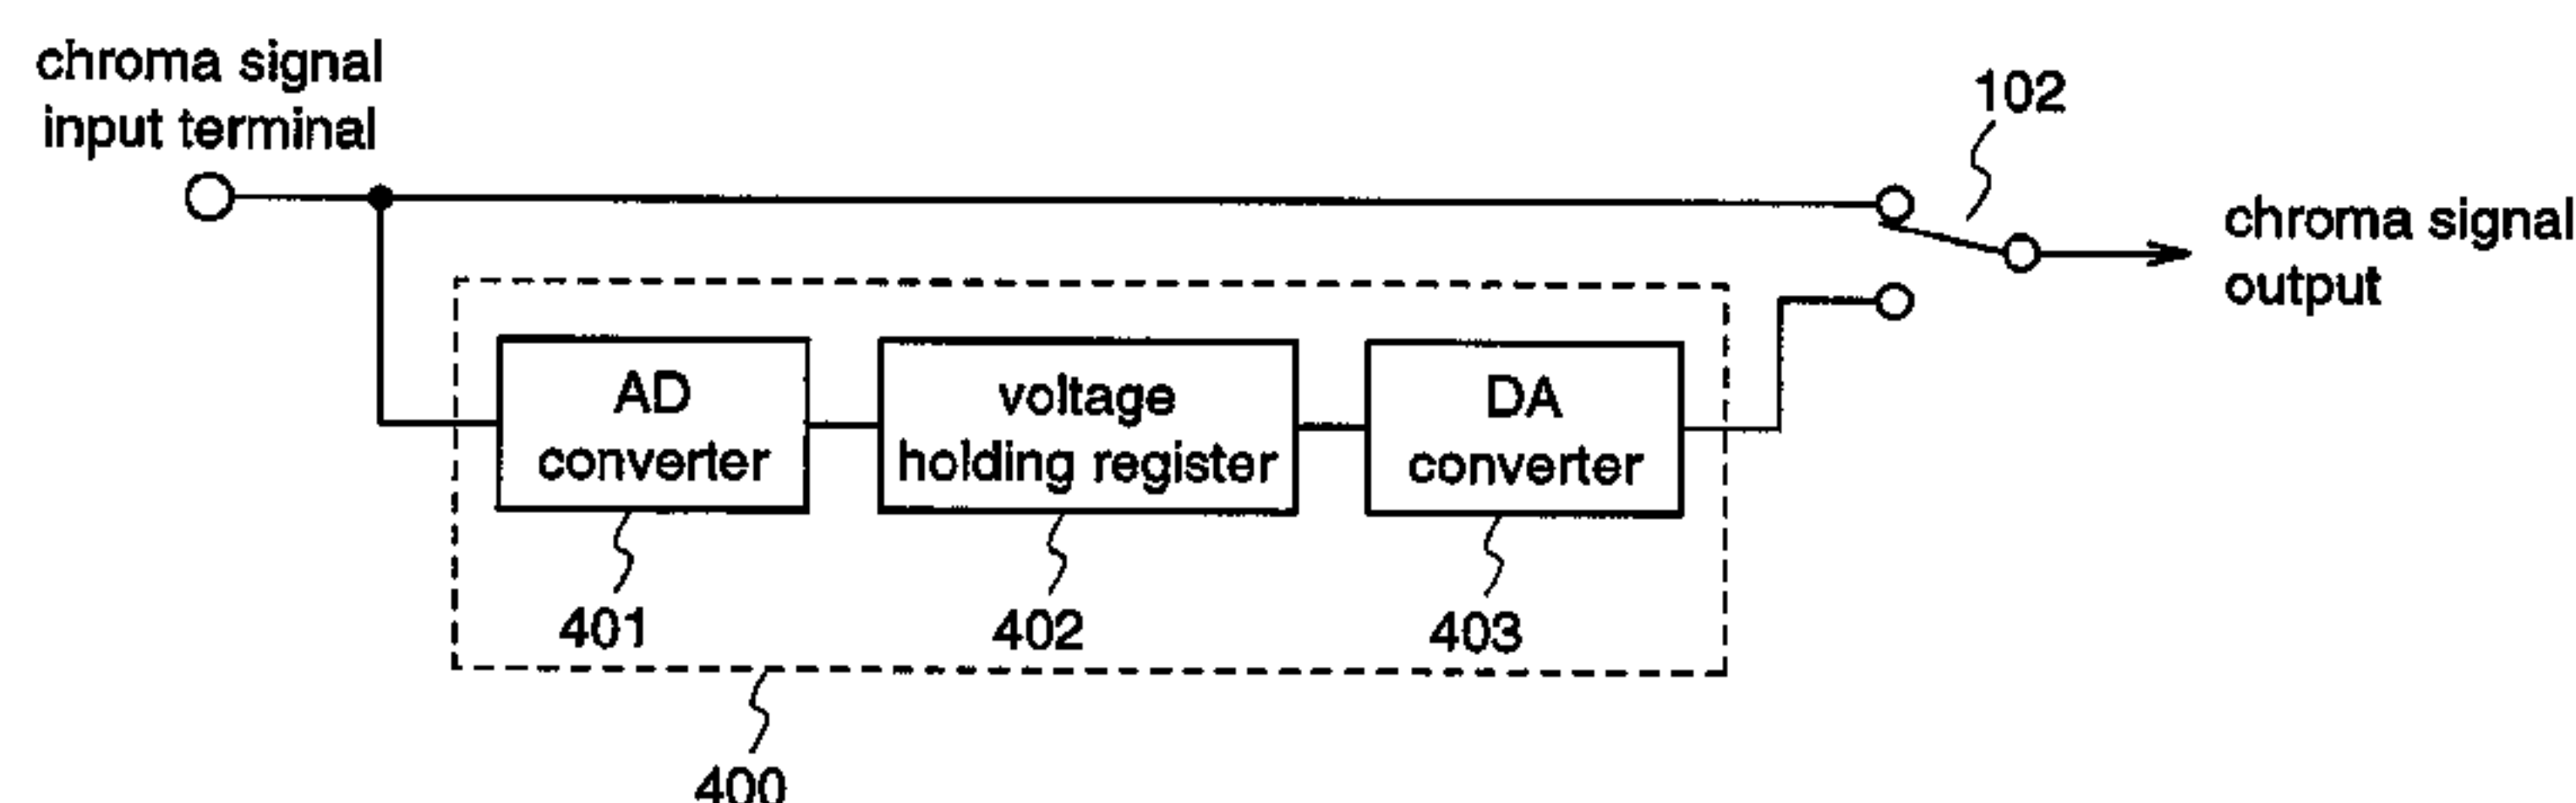 chroma signal
input terminal
102
chroma signal
output
AD
converter
voltage
holding register
DA
converter
401
402
403
400